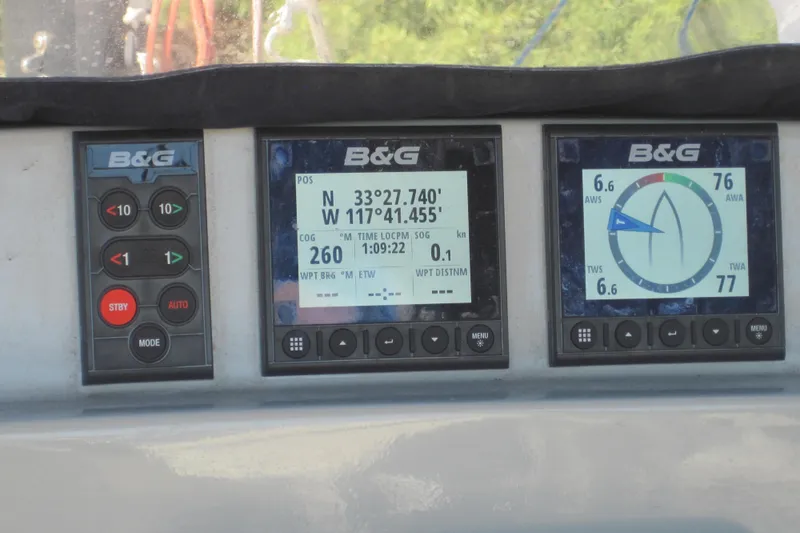 B&G
<10 10>
<1 1>
STBY AUTO
MODE
B&G
POS
N 33°27.740'
W 117°41.455'
COG °M TIME LOCPM SOG kn
260 1:09:22 0.1
WPT BRG °M ETW WPT DISTNM
--- --:-- ---
MENU
B&G
6.6 76
AWS AWA
TWS TWA
6.6 77
MENU